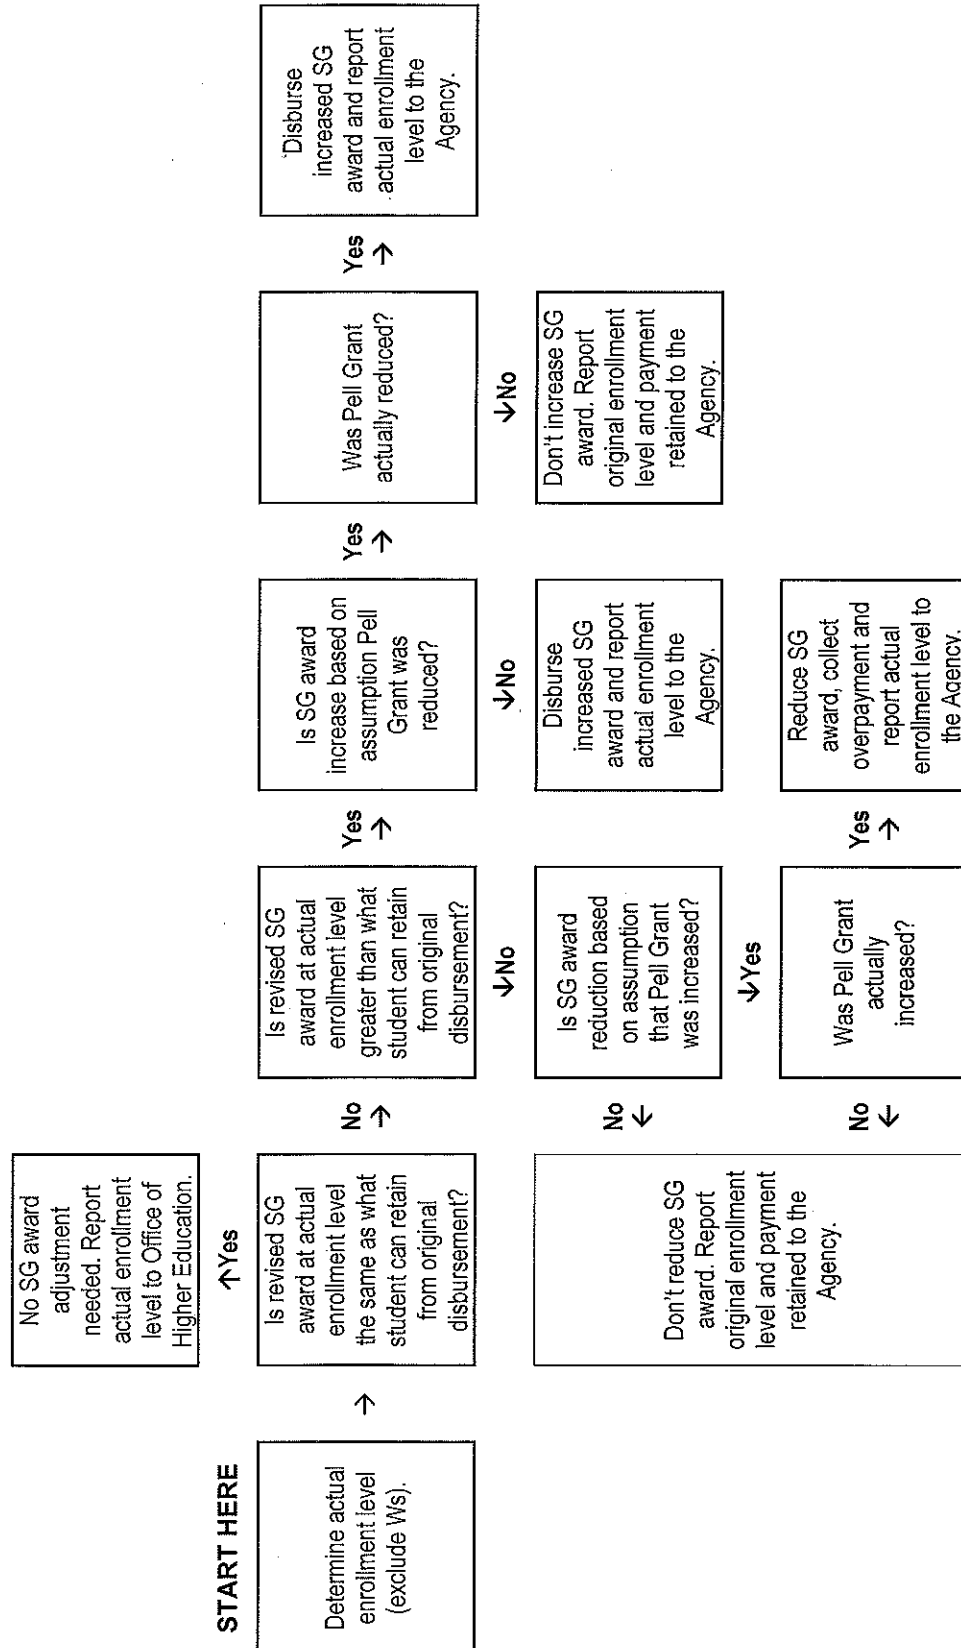 START HERE
Determine actual
enrollment level
(exclude Ws).
→
No SG award
adjustment
needed. Report
actual enrollment
level to Office of
Higher Education.
↑Yes
Is revised SG
award at actual
enrollment level
the same as what
student can retain
from original
disbursement?
No
→
Is revised SG
award at actual
enrollment level
greater than what
student can retain
from original
disbursement?
Yes
→
Is SG award
increase based on
assumption Pell
Grant was
reduced?
Yes
→
Was Pell Grant
actually reduced?
Yes
→
'Disburse
increased SG
award and report
actual enrollment
level to the
Agency.
↓No
↓No
↓No
Don't reduce SG
award. Report
original enrollment
level and payment
retained to the
Agency.
No
←
Is SG award
reduction based
on assumption
that Pell Grant
was increased?
Disburse
increased SG
award and report
actual enrollment
level to the
Agency.
Don't increase SG
award. Report
original enrollment
level and payment
retained to the
Agency.
↓Yes
No
←
Was Pell Grant
actually
increased?
Yes
→
Reduce SG
award, collect
overpayment and
report actual
enrollment level to
the Agency.